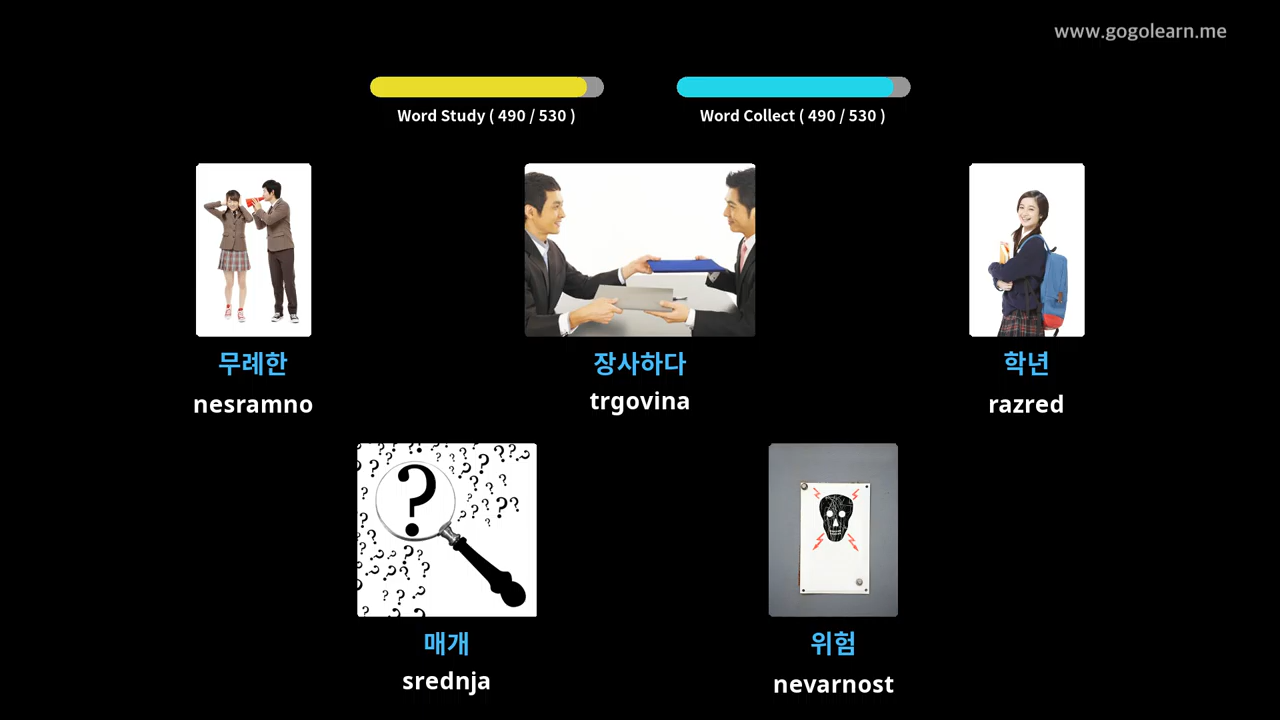 www.gogolearn.me
Word Study ( 490 / 530 )
Word Collect ( 490 / 530 )
무례한
nesramno
장사하다
trgovina
학년
razred
매개
srednja
위험
nevarnost